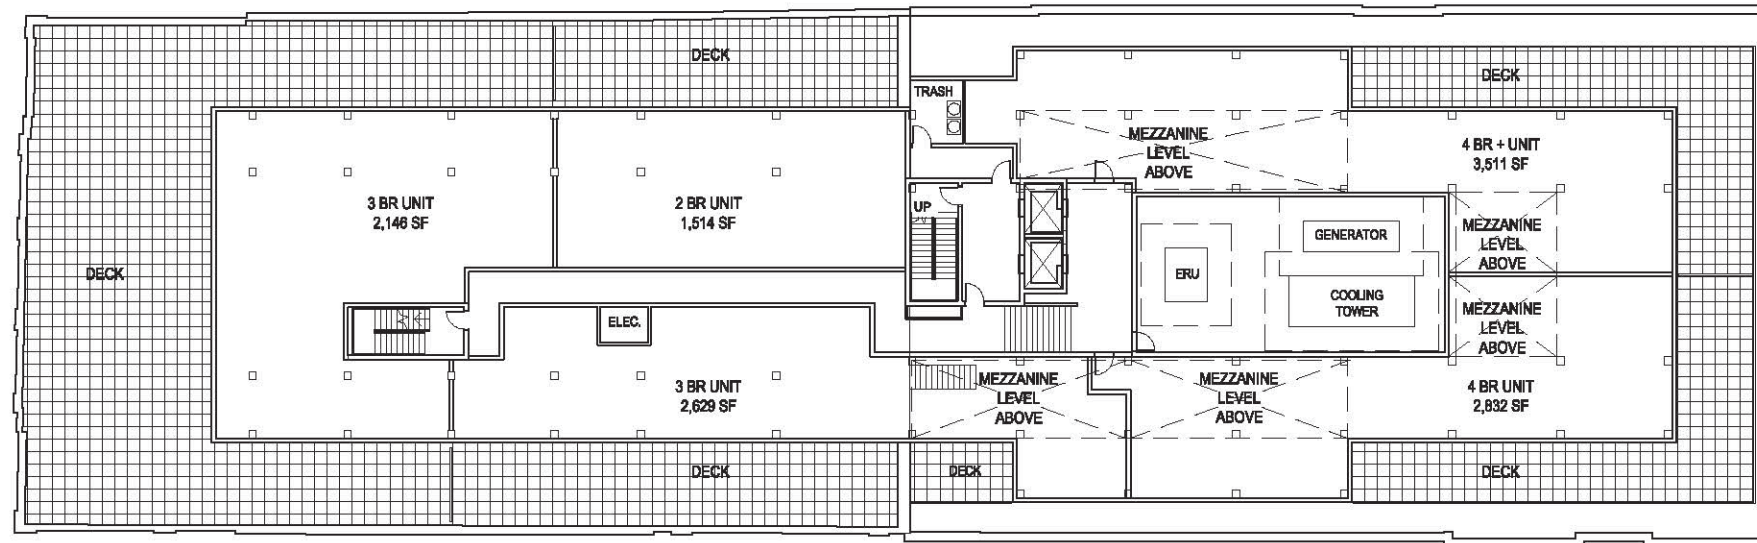 DECK
DECK
TRASH
MEZZANINE
LEVEL
ABOVE
4 BR + UNIT
3,511 SF
3 BR UNIT
2,146 SF
2 BR UNIT
1,514 SF
UP
GENERATOR
MEZZANINE
LEVEL
ABOVE
DECK
ERU
COOLING
TOWER
MEZZANINE
LEVEL
ABOVE
ELEC.
3 BR UNIT
2,629 SF
MEZZANINE
LEVEL
ABOVE
MEZZANINE
LEVEL
ABOVE
4 BR UNIT
2,832 SF
DECK
DECK
DECK